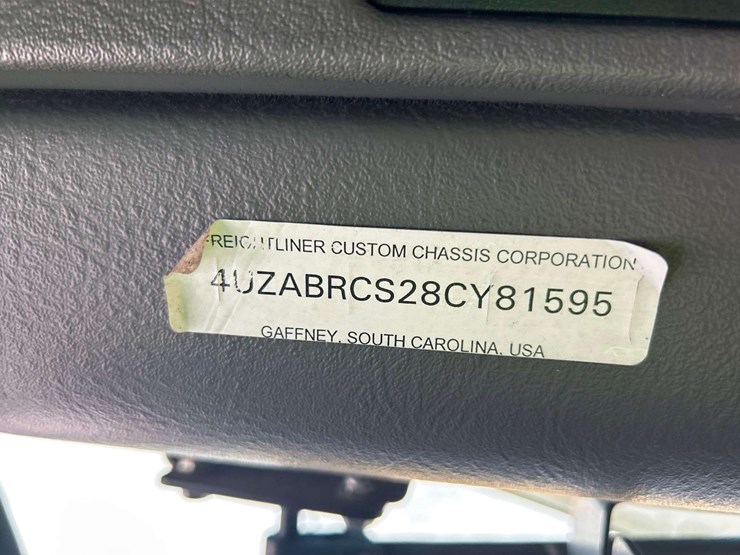 FREIGHTLINER CUSTOM CHASSIS CORPORATION
4UZABRCS28CY81595
GAFFNEY, SOUTH CAROLINA, USA